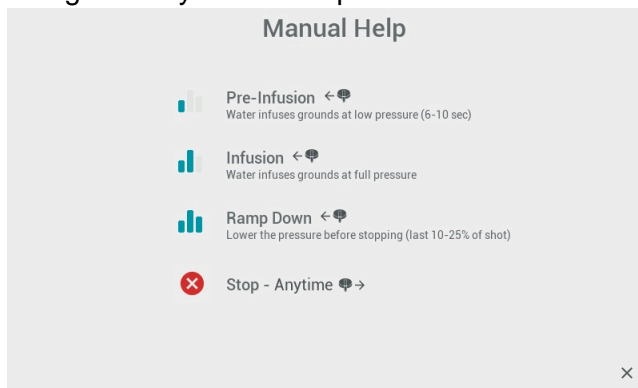 Manual Help
Pre-Infusion
Water infuses grounds at low pressure (6-10 sec)
Infusion
Water infuses grounds at full pressure
Ramp Down
Lower the pressure before stopping (last 10-25% of shot)
Stop - Anytime